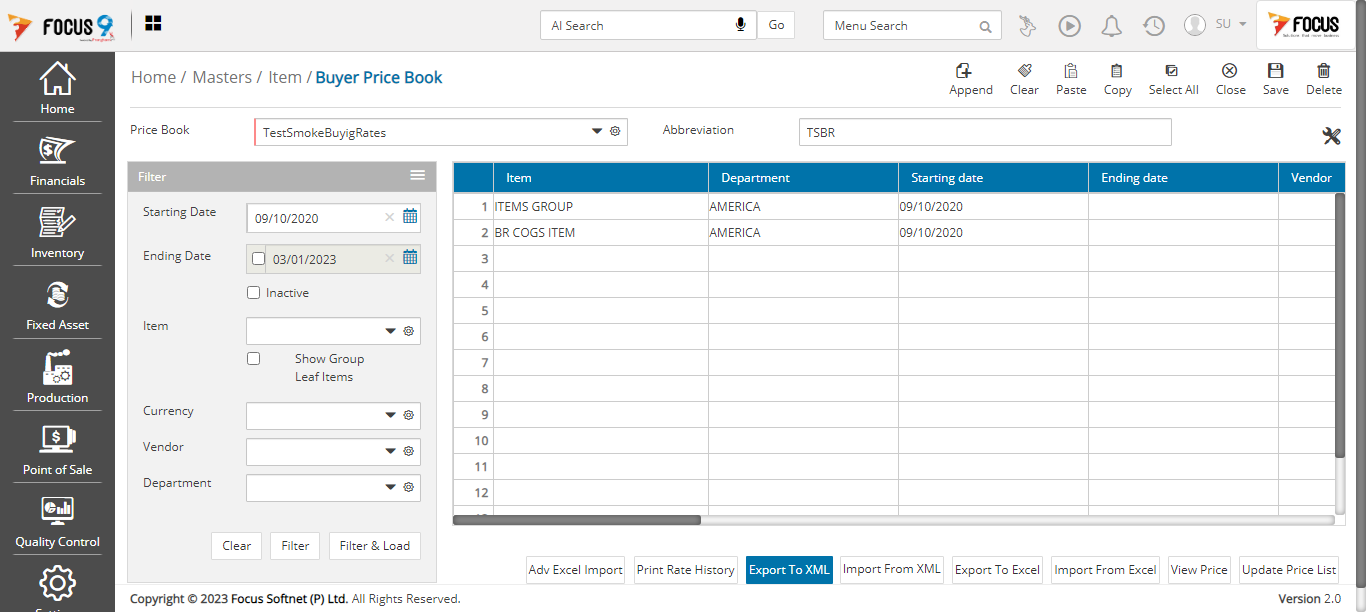 FOCUS 9
AI Search
Go
Menu Search
SU
FOCUS
Home
Financials
Inventory
Fixed Asset
Production
Point of Sale
Quality Control
Home / Masters / Item / Buyer Price Book
Append
Clear
Paste
Copy
Select All
Close
Save
Delete
Price Book
TestSmokeBuyigRates
Abbreviation
TSBR
Filter
Starting Date
09/10/2020
Ending Date
03/01/2023
Inactive
Item
Show Group
Leaf Items
Currency
Vendor
Department
Clear
Filter
Filter & Load
Item Department Starting date Ending date Vendor
1 ITEMS GROUP AMERICA 09/10/2020
2 BR COGS ITEM AMERICA 09/10/2020
3
4
5
6
7
8
9
10
11
12
Adv Excel Import
Print Rate History
Export To XML
Import From XML
Export To Excel
Import From Excel
View Price
Update Price List
Copyright © 2023 Focus Softnet (P) Ltd. All Rights Reserved.
Version 2.0